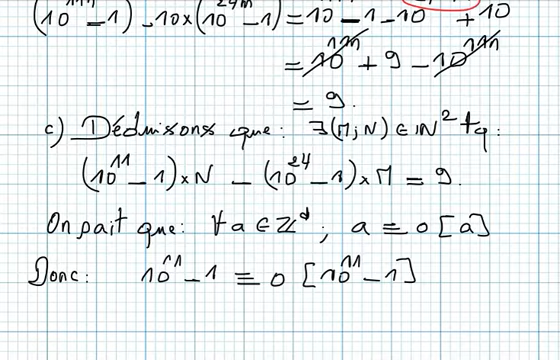 (10^11n − 1) − 10×(10^24m − 1) = 10 − 1 − 10 + 10
= 10^11n + 9 − 10^11n
= 9.
c) Déduisons que: ∃(M,N) ∈ ℕ² tq:
(10^11 − 1)×N − (10^24 − 1)×M = 9.
On sait que: ∀a ∈ ℤ*; a ≡ 0 [a]
Donc: 10^11 − 1 ≡ 0 [10^11 − 1]